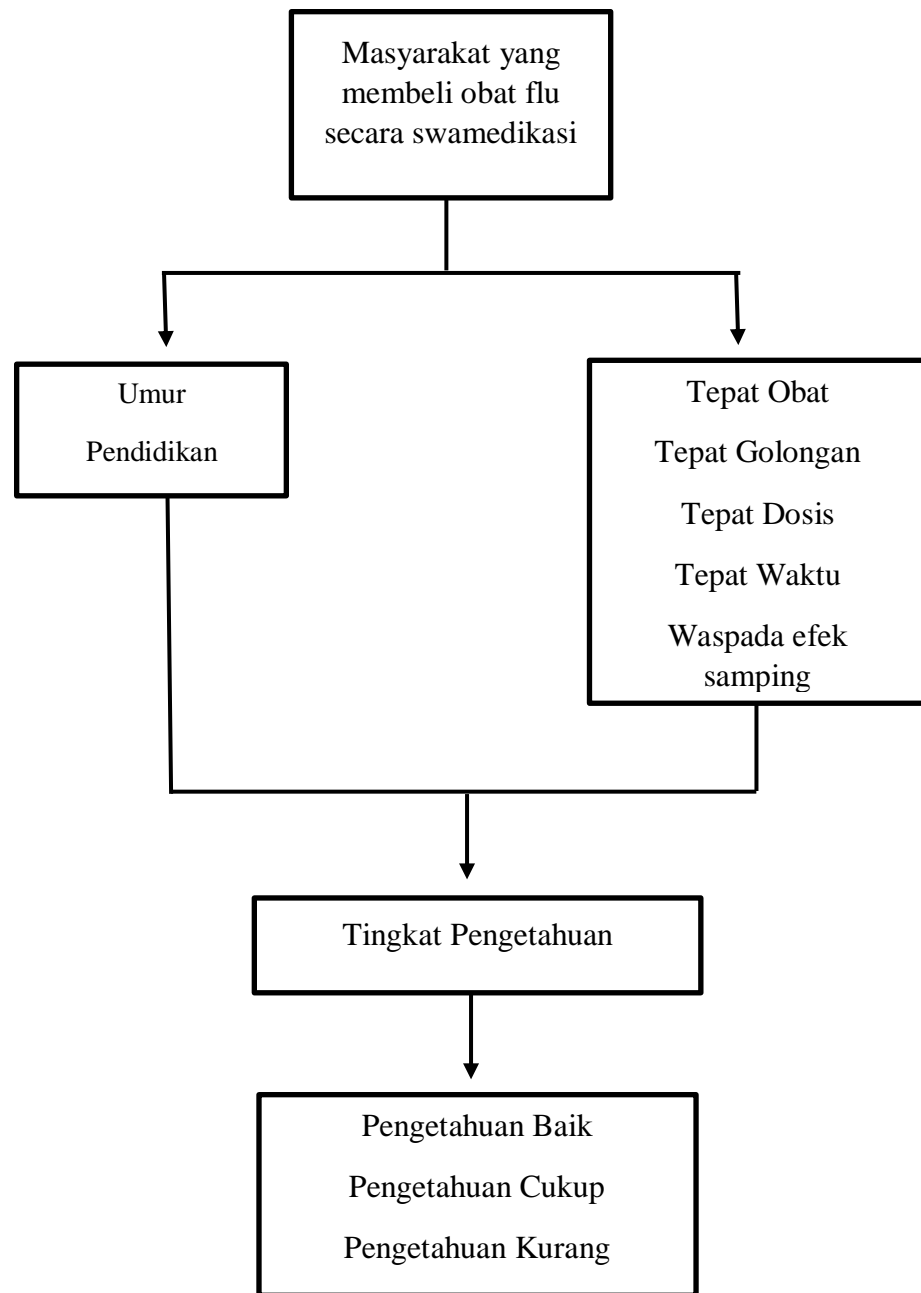 Masyarakat yang
membeli obat flu
secara swamedikasi
Umur
Pendidikan
Tepat Obat
Tepat Golongan
Tepat Dosis
Tepat Waktu
Waspada efek
samping
Tingkat Pengetahuan
Pengetahuan Baik
Pengetahuan Cukup
Pengetahuan Kurang